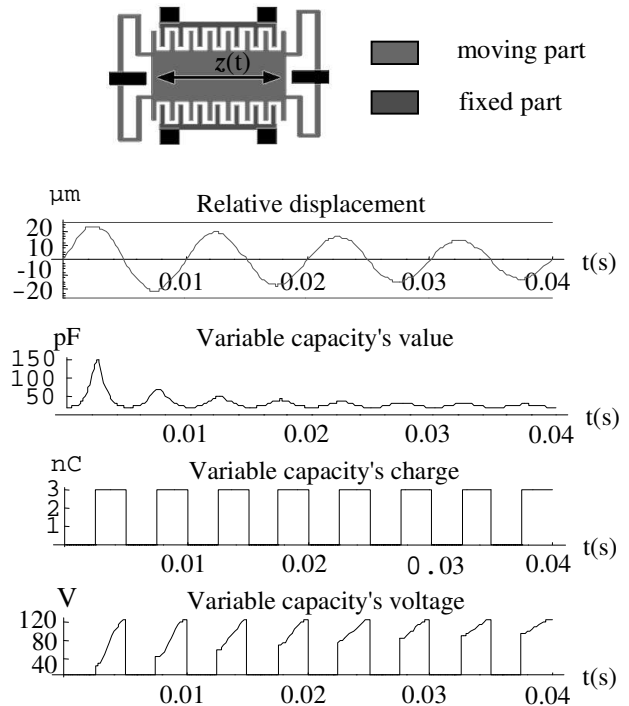 z(t)
moving part
fixed part
μm
Relative displacement
20
10
-10
-20
0.01
0.02
0.03
0.04
t(s)
pF
Variable capacity's value
150
100
50
0.01
0.02
0.03
0.04
t(s)
nC
Variable capacity's charge
3
2
1
0.01
0.02
0.03
0.04
t(s)
V
Variable capacity's voltage
120
80
40
0.01
0.02
0.03
0.04
t(s)